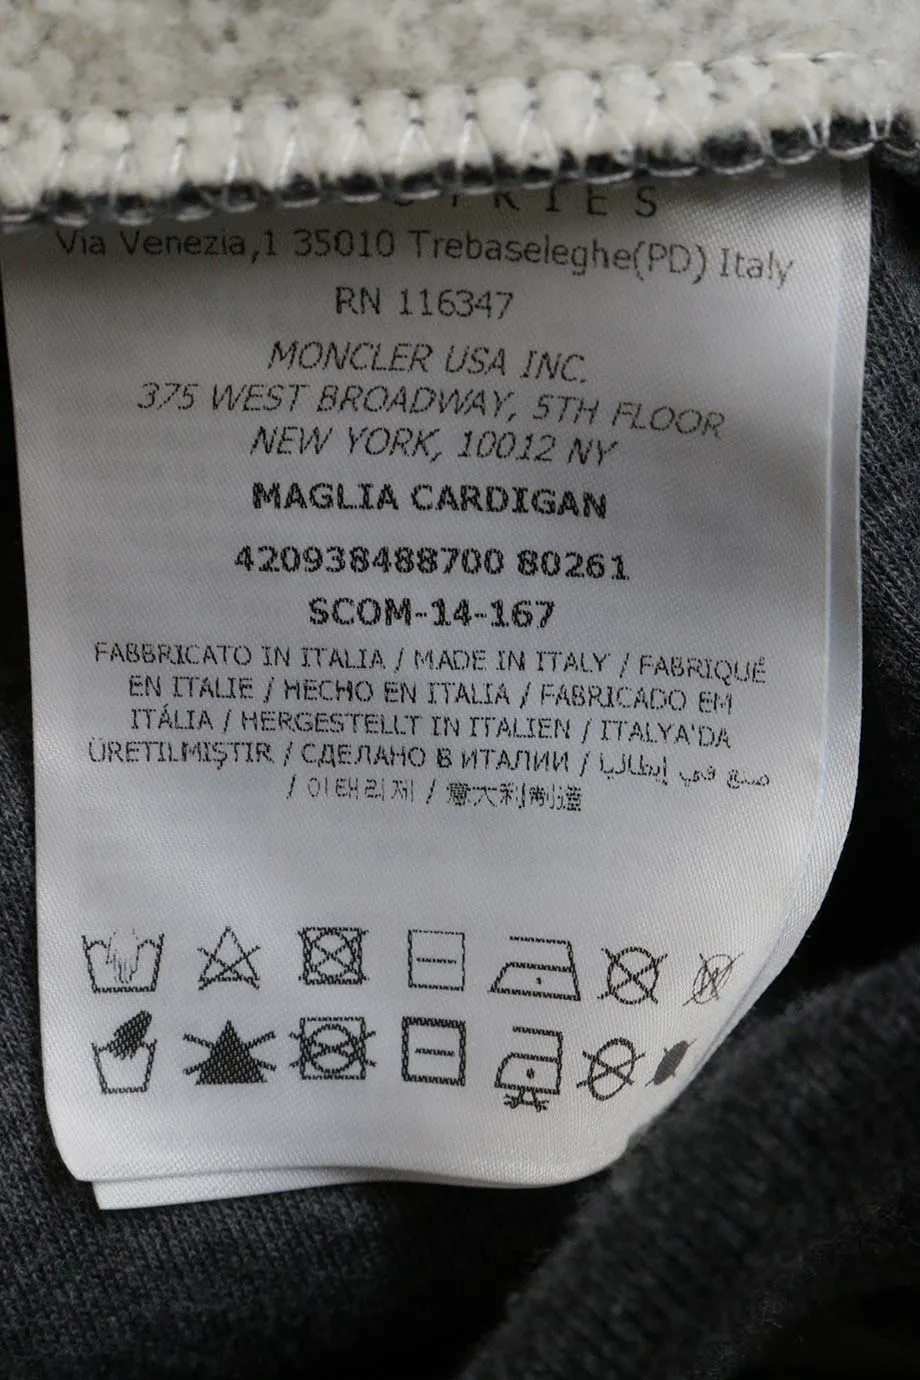 Via Venezia,1 35010 Trebaseleghe(PD) Italy
RN 116347
MONCLER USA INC.
375 WEST BROADWAY, 5TH FLOOR
NEW YORK, 10012 NY
MAGLIA CARDIGAN
420938488700 80261
SCOM-14-167
FABBRICATO IN ITALIA / MADE IN ITALY / FABRIQUÉ
EN ITALIE / HECHO EN ITALIA / FABRICADO EM
ITÁLIA / HERGESTELLT IN ITALIEN / ITALYA'DA
ÜRETILMIŞTIR / СДЕЛАНО В ИТАЛИИ / صنع في إيطاليا
/ 이태리제 / 意大利制造